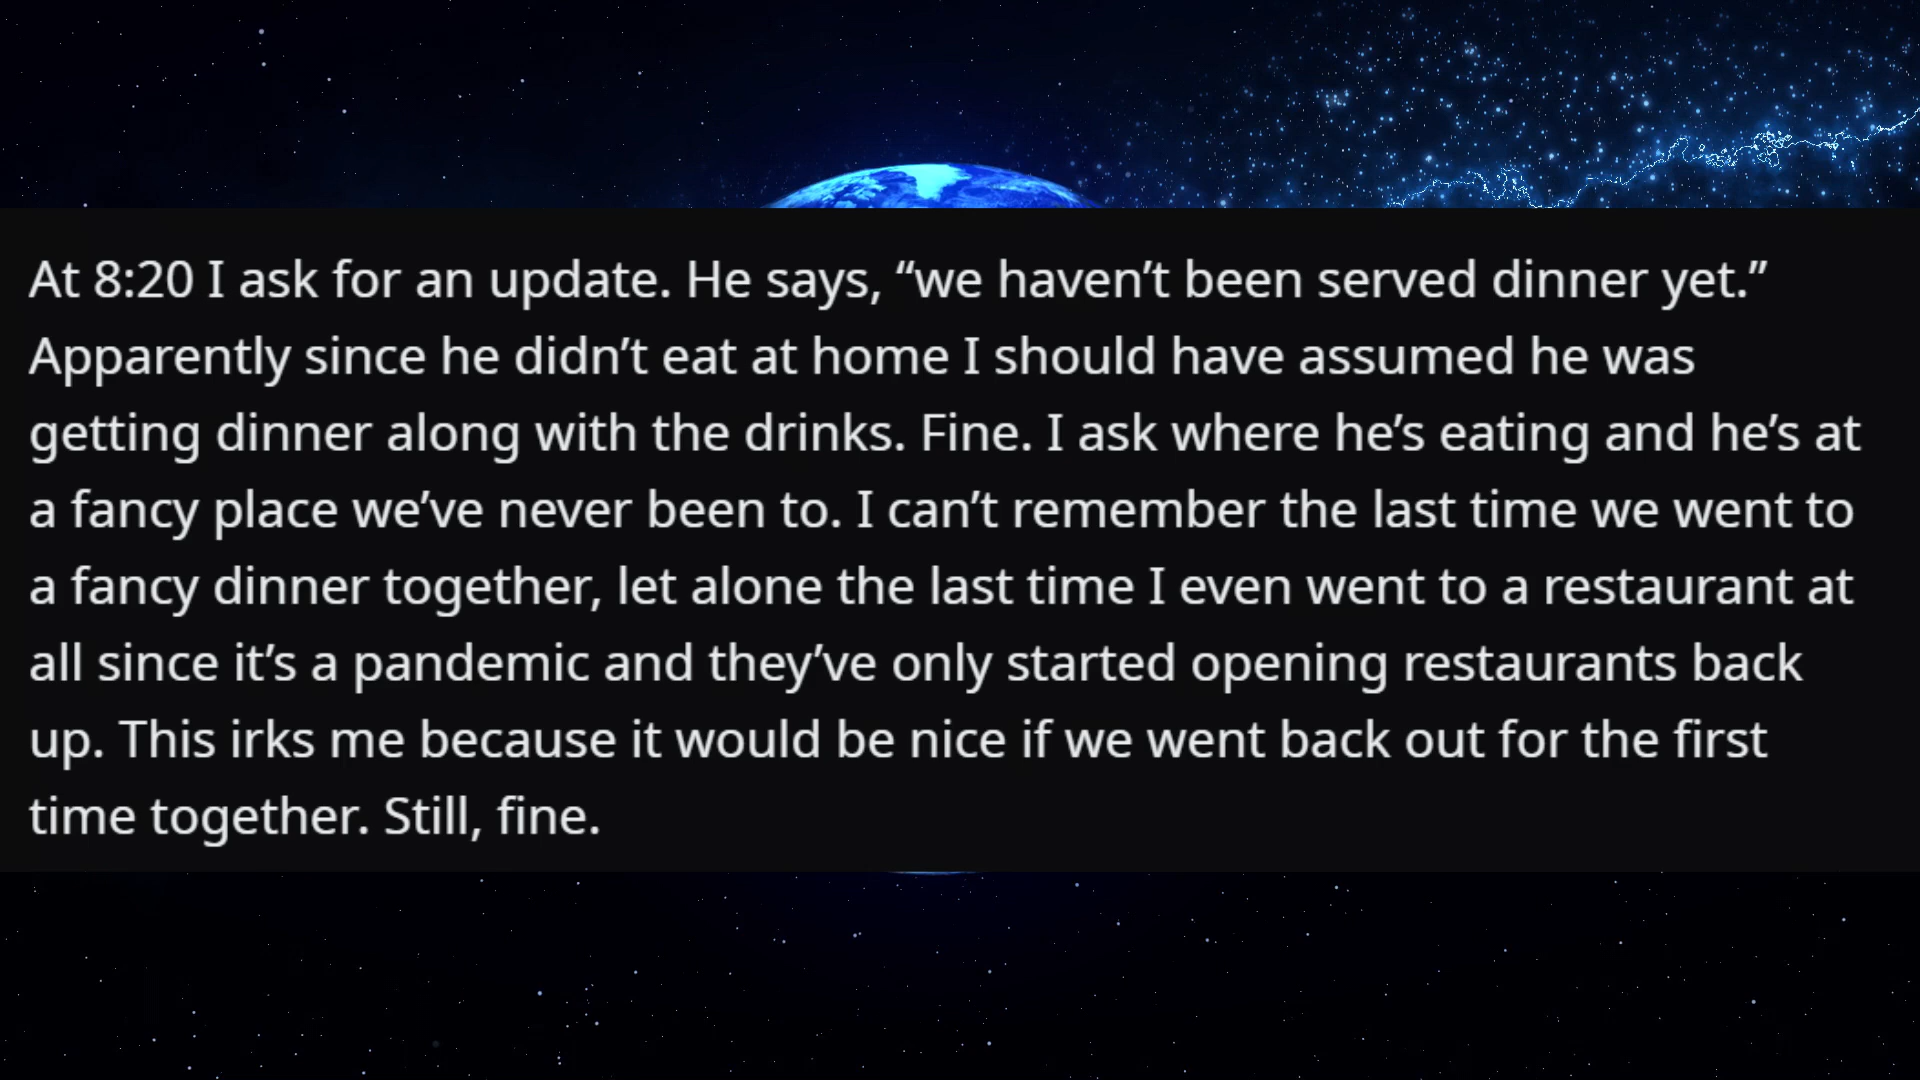 At 8:20 I ask for an update. He says, “we haven’t been served dinner yet.”
Apparently since he didn’t eat at home I should have assumed he was
getting dinner along with the drinks. Fine. I ask where he’s eating and he’s at
a fancy place we’ve never been to. I can’t remember the last time we went to
a fancy dinner together, let alone the last time I even went to a restaurant at
all since it’s a pandemic and they’ve only started opening restaurants back
up. This irks me because it would be nice if we went back out for the first
time together. Still, fine.